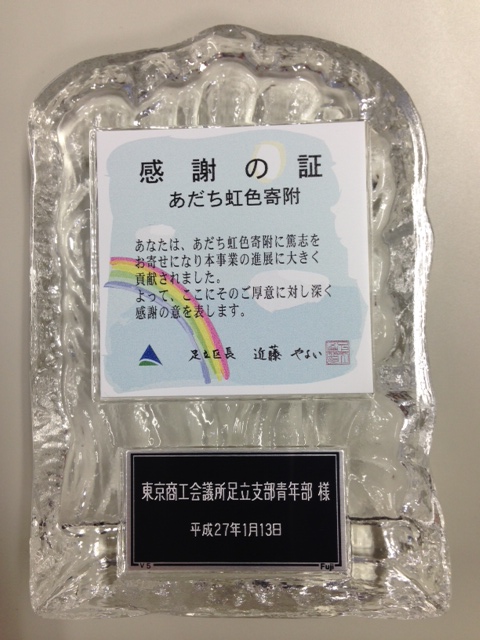 感謝の証
あだち虹色寄附
あなたは、あだち虹色寄附に篤志を
お寄せになり本事業の進展に大きく
貢献されました。
よって、ここにそのご厚意に対し深く
感謝の意を表します。
足立区長 近藤 やよい
東京商工会議所足立支部青年部 様
平成27年1月13日
V.S Fuji